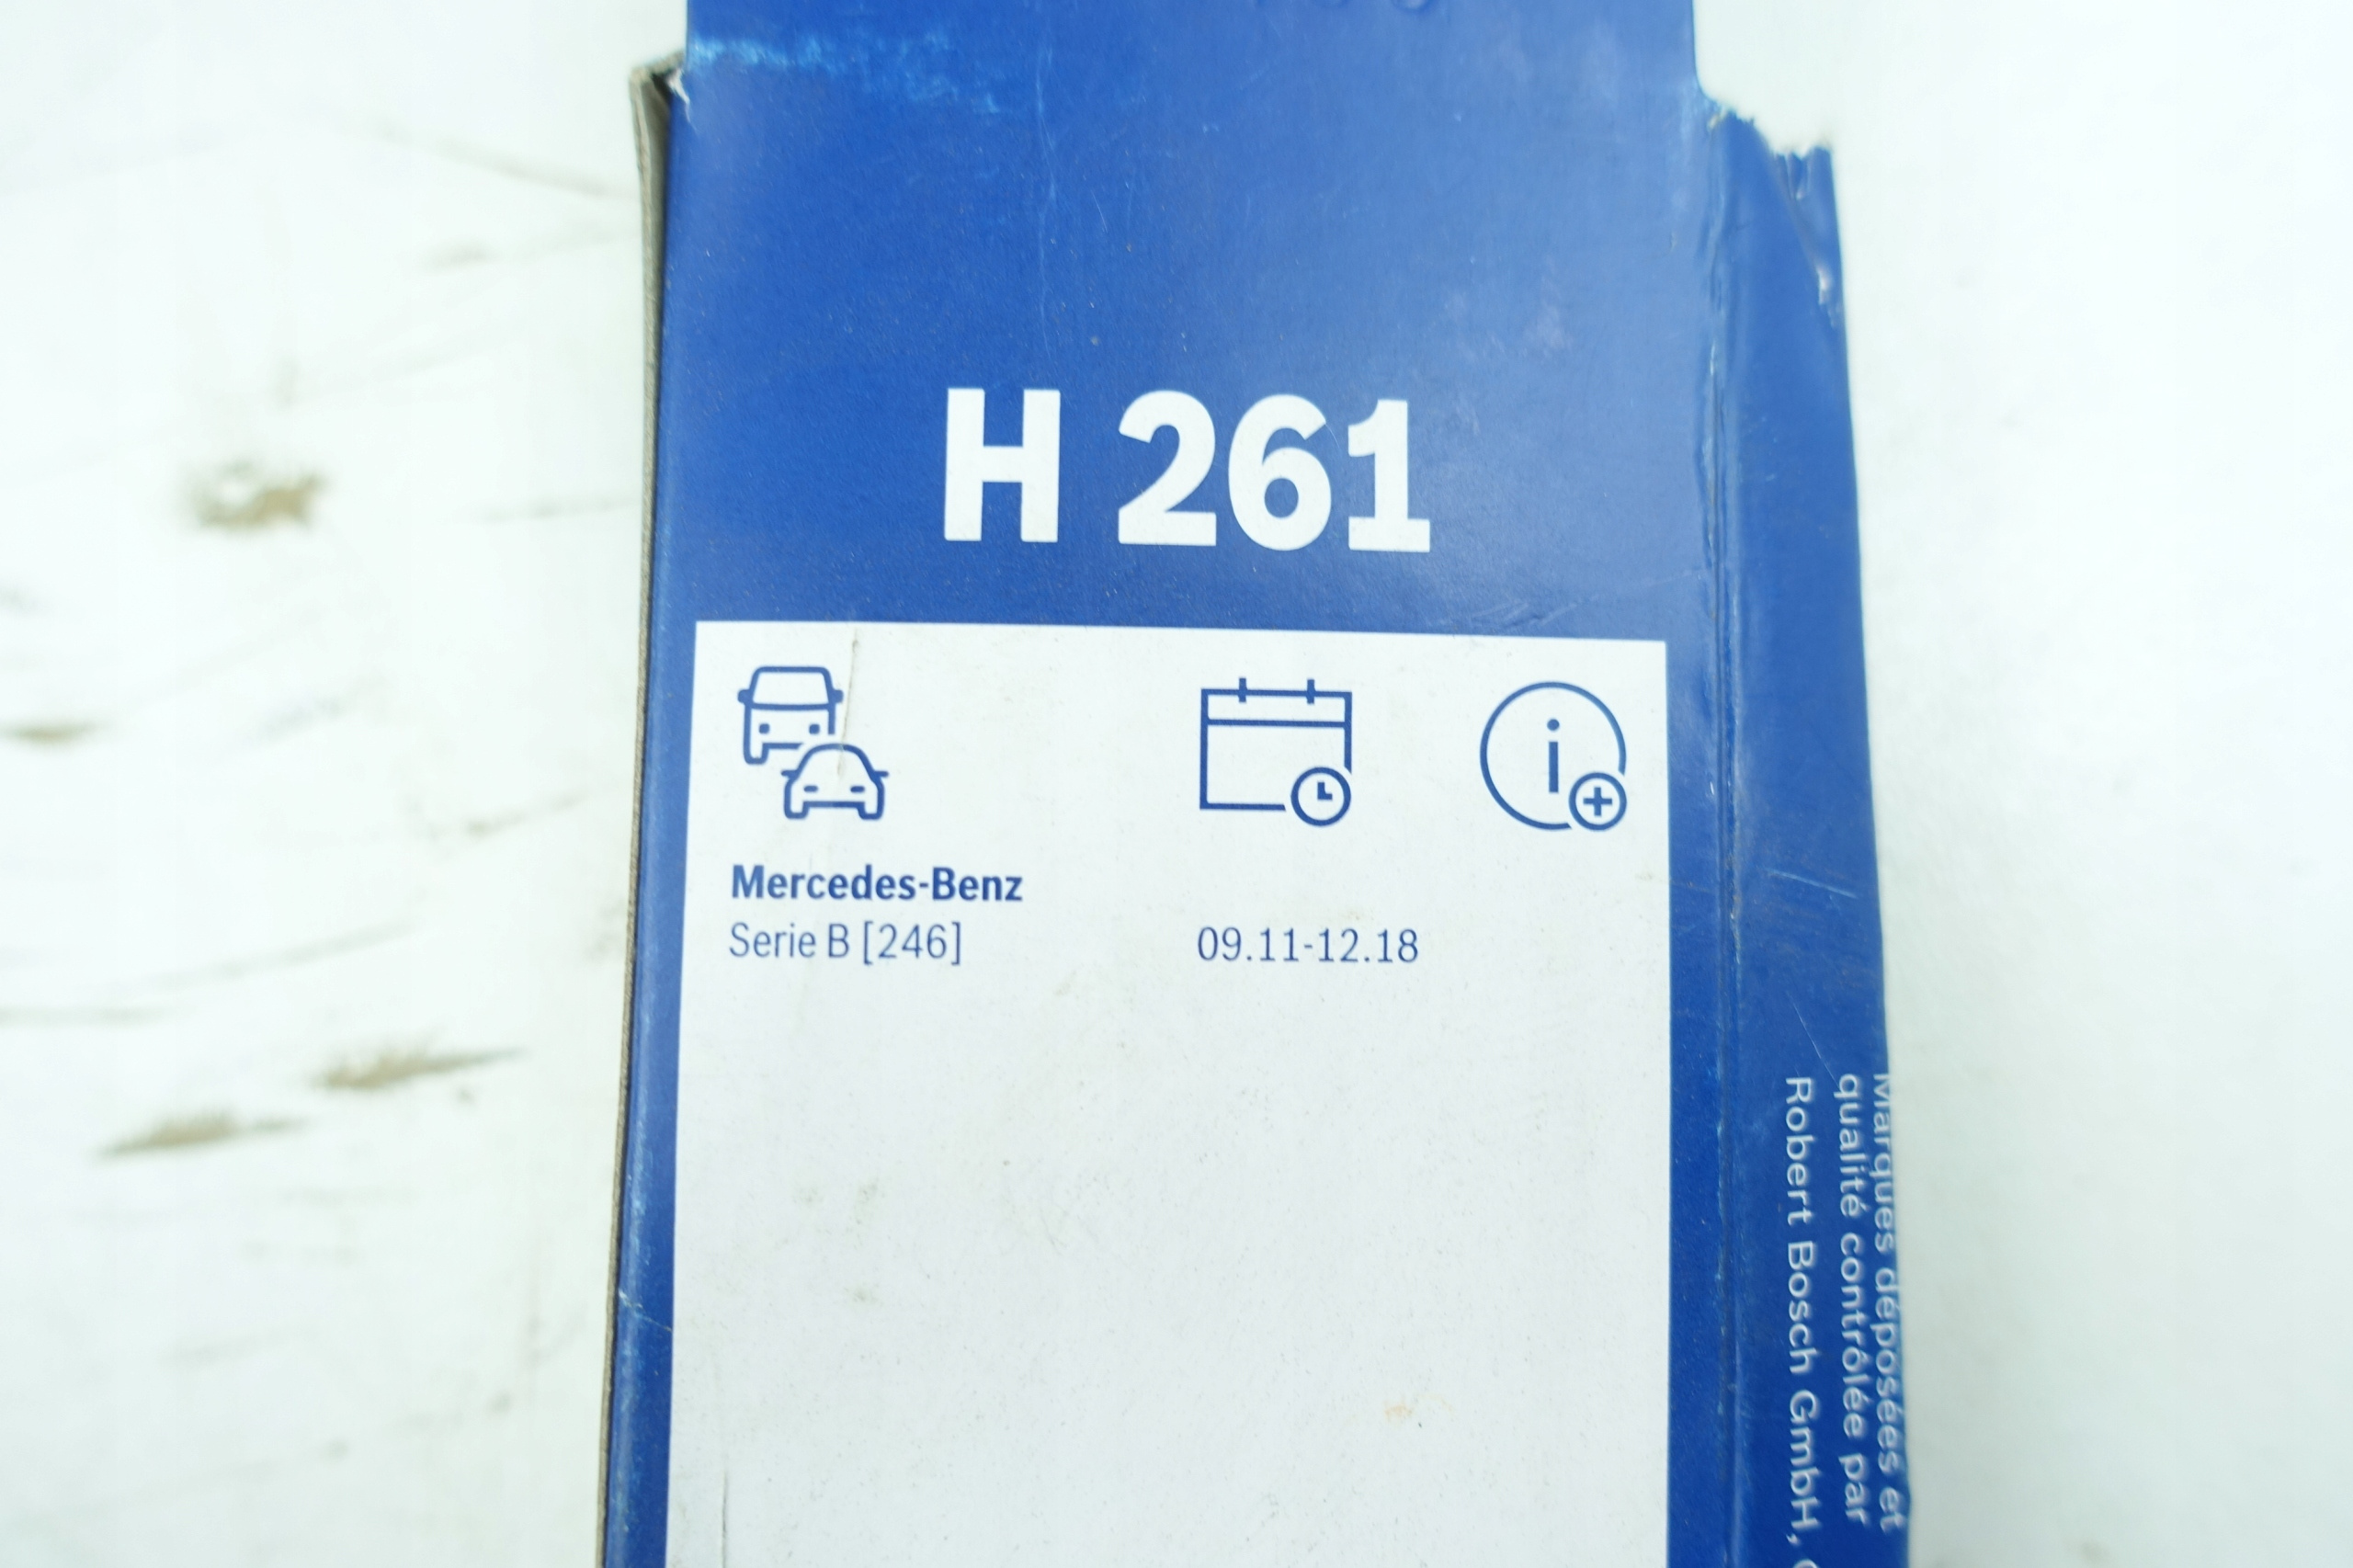 H 261
Mercedes-Benz
Serie B [246] 09.11-12.18
Marques déposées et
qualité contrôlée par
Robert Bosch GmbH,